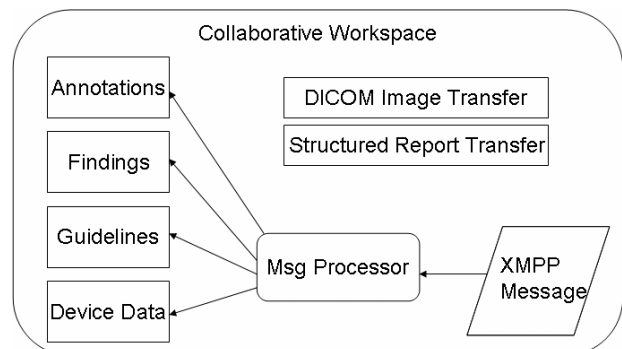 Collaborative Workspace
Annotations
Findings
Guidelines
Device Data
DICOM Image Transfer
Structured Report Transfer
Msg Processor
XMPP
Message